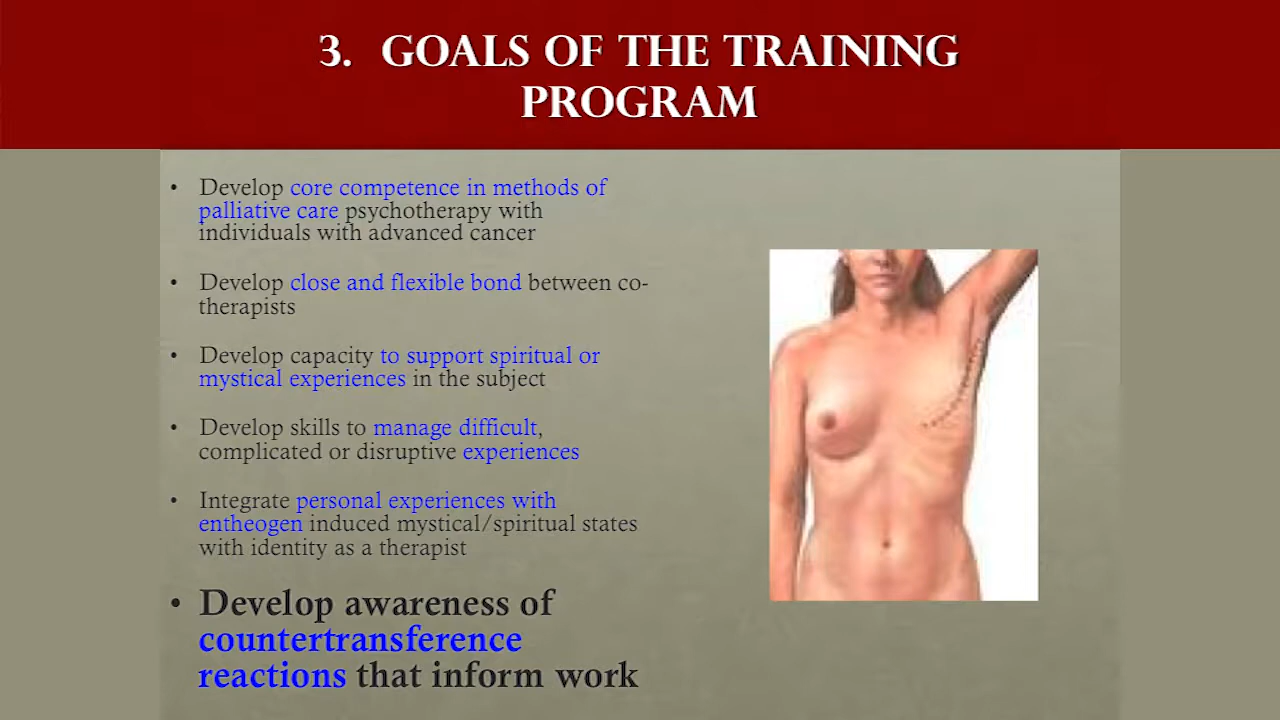 3. GOALS OF THE TRAINING
PROGRAM
• Develop core competence in methods of
palliative care psychotherapy with
individuals with advanced cancer
• Develop close and flexible bond between co-
therapists
• Develop capacity to support spiritual or
mystical experiences in the subject
• Develop skills to manage difficult,
complicated or disruptive experiences
• Integrate personal experiences with
entheogen induced mystical/spiritual states
with identity as a therapist
• Develop awareness of
countertransference
reactions that inform work